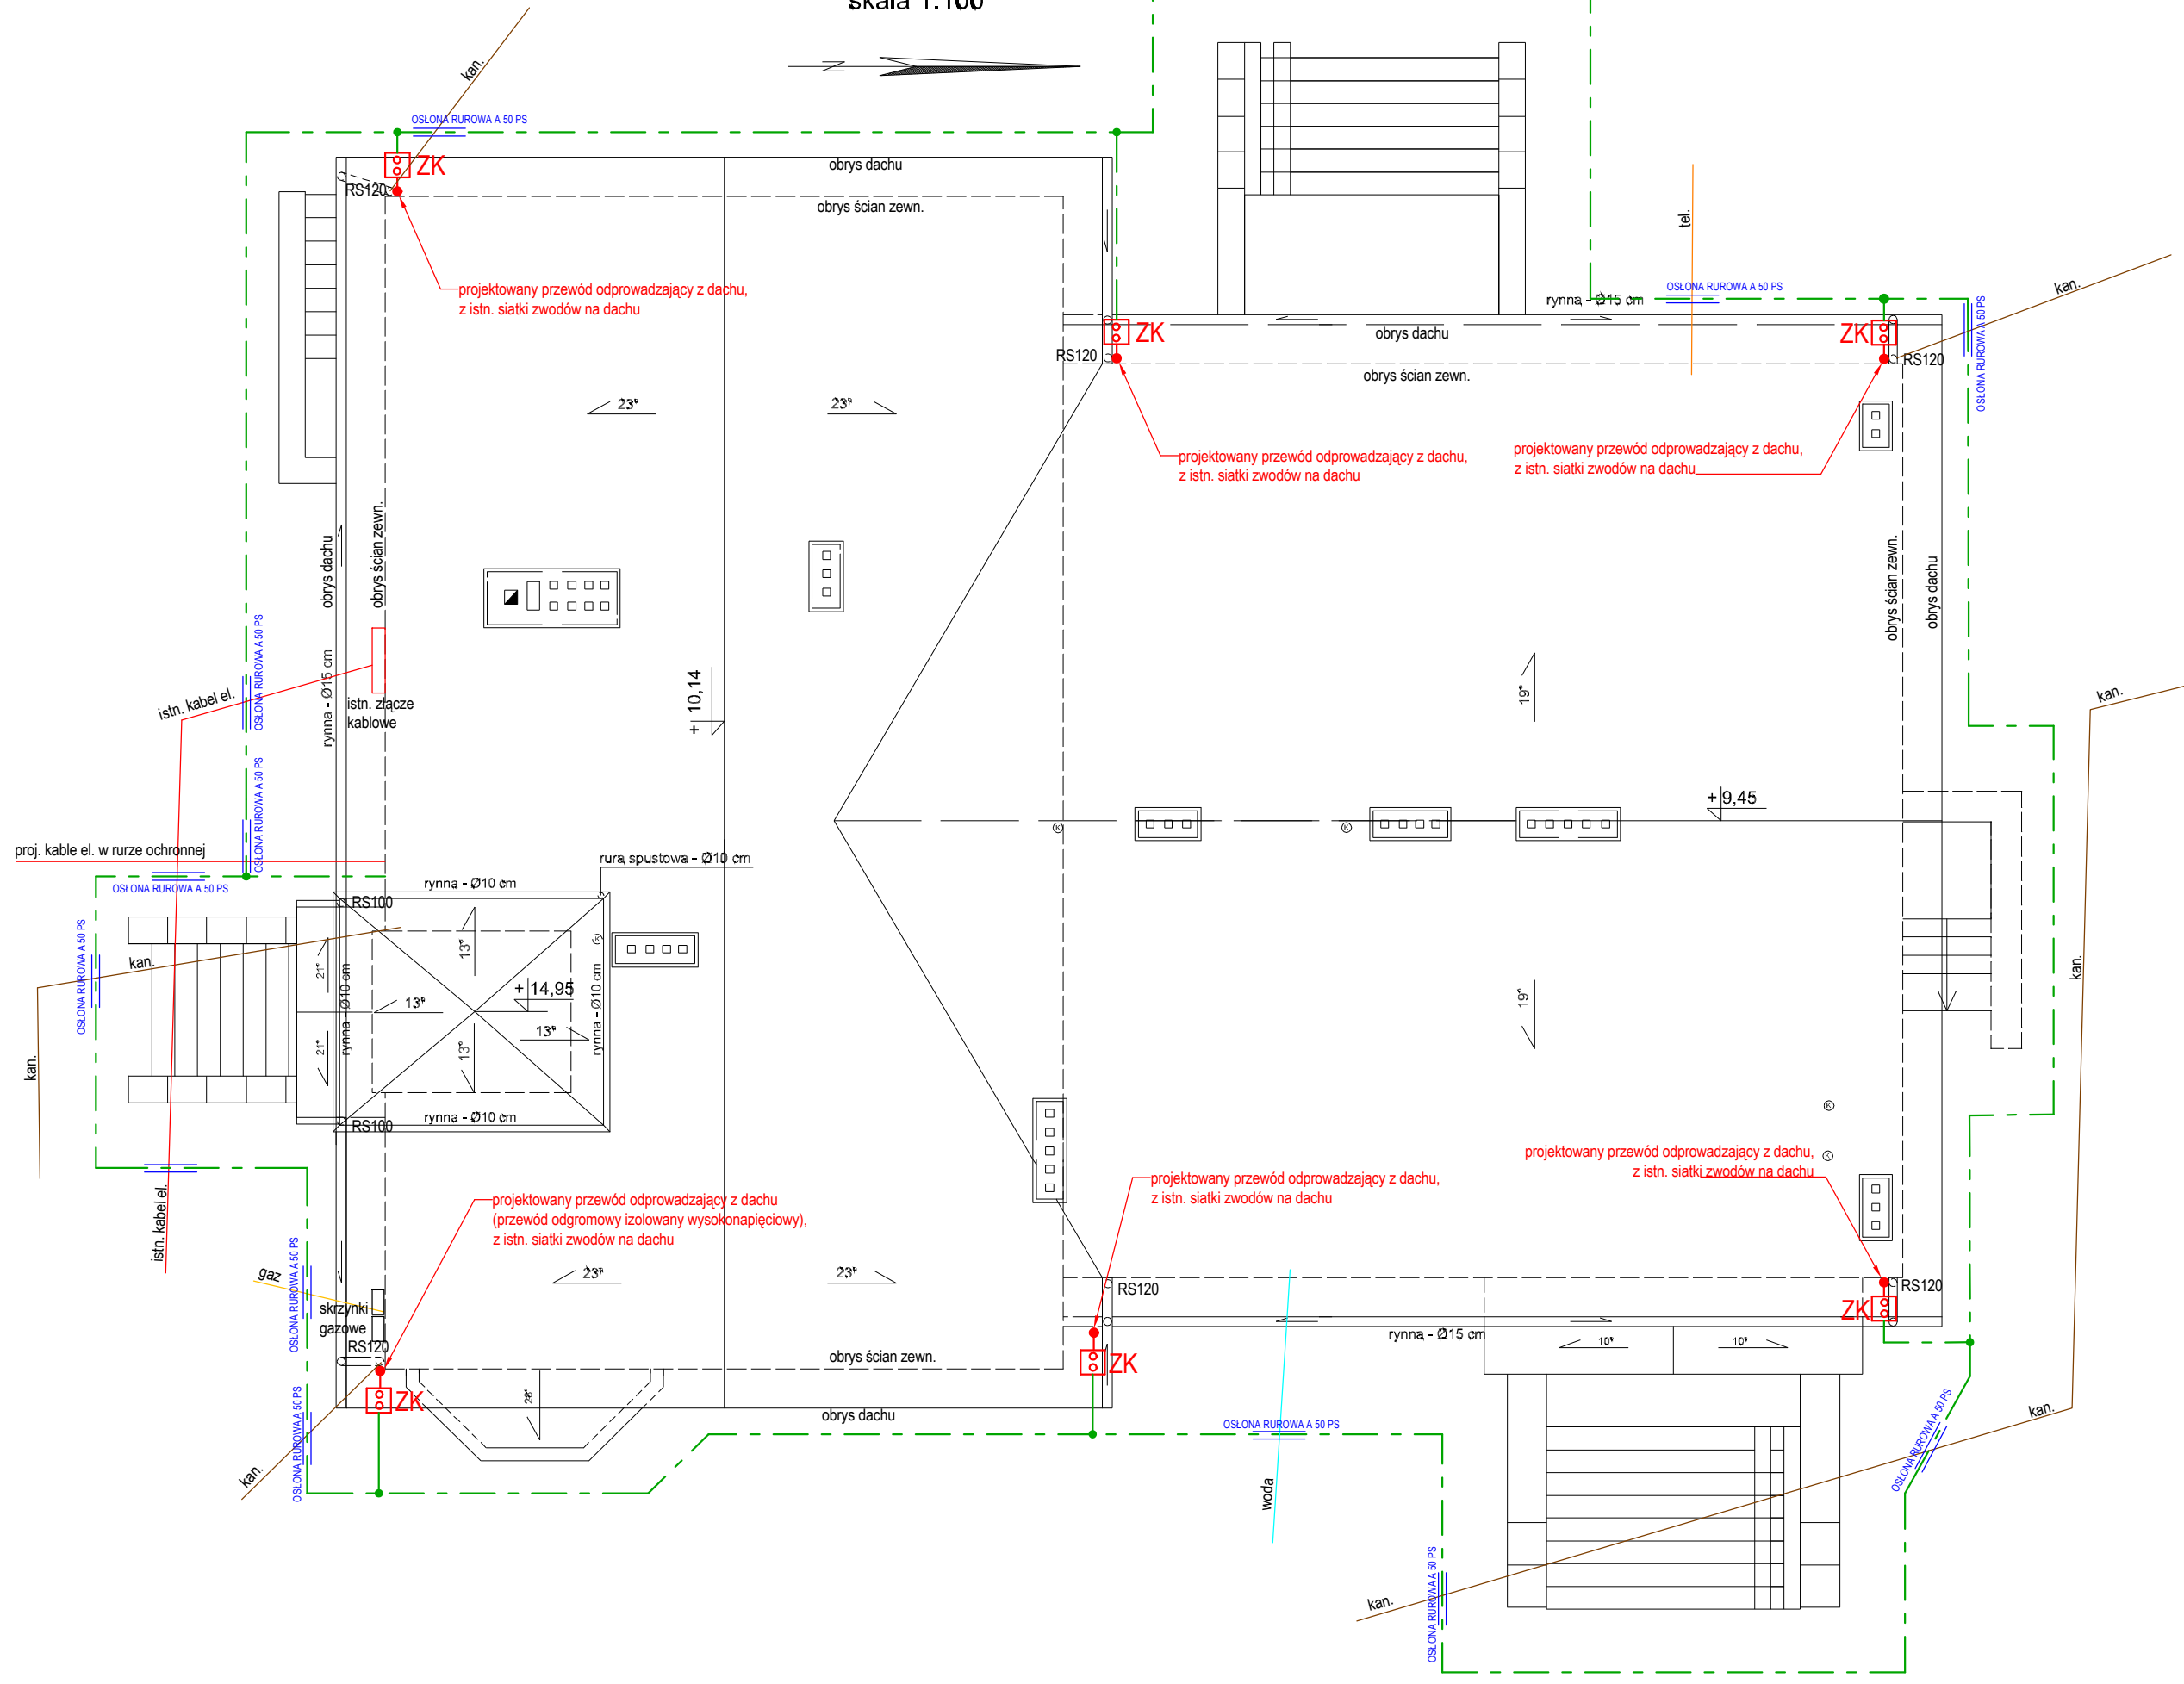 skala 1:100
N
kan.
OSŁONA RUROWA A 50 PS
ZK
RS120
obrys dachu
obrys ścian zewn.
tel.
kan.
OSŁONA RUROWA A 50 PS
OSŁONA RUROWA A 50 PS
rynna - Ø15 cm
projektowany przewód odprowadzający z dachu,
z istn. siatki zwodów na dachu
ZK
RS120
obrys dachu
ZK
RS120
obrys ścian zewn.
23°
23°
projektowany przewód odprowadzający z dachu,
z istn. siatki zwodów na dachu
projektowany przewód odprowadzający z dachu,
z istn. siatki zwodów na dachu
obrys dachu
obrys ścian zewn.
obrys ścian zewn.
obrys dachu
OSŁONA RUROWA A 50 PS
rynna - Ø15 cm
istn. kabel el.
istn. złącze
kablowe
+ 10,14
19°
kan.
OSŁONA RUROWA A 50 PS
+ 9,45
K
K
proj. kable el. w rurze ochronnej
rura spustowa - Ø10 cm
OSŁONA RUROWA A 50 PS
rynna - Ø10 cm
RS100
OSŁONA RUROWA A 50 PS
kan.
21°
13°
K
rynna - Ø10 cm
13°
+ 14,95
13°
rynna - Ø10 cm
19°
kan.
kan.
21°
13°
rynna - Ø10 cm
RS100
K
K
istn. kabel el.
projektowany przewód odprowadzający z dachu
(przewód odgromowy izolowany wysokonapięciowy),
z istn. siatki zwodów na dachu
projektowany przewód odprowadzający z dachu,
z istn. siatki zwodów na dachu
projektowany przewód odprowadzający z dachu,
z istn. siatki zwodów na dachu
gaz
OSŁONA RUROWA A 50 PS
skrzynki
gazowe
RS120
23°
23°
RS120
RS120
ZK
rynna - Ø15 cm
10°
10°
obrys ścian zewn.
ZK
ZK
28°
obrys dachu
OSŁONA RUROWA A 50 PS
kan.
OSŁONA RUROWA A 50 PS
woda
OSŁONA RUROWA A 50 PS
kan.
kan.
OSŁONA RUROWA A 50 PS